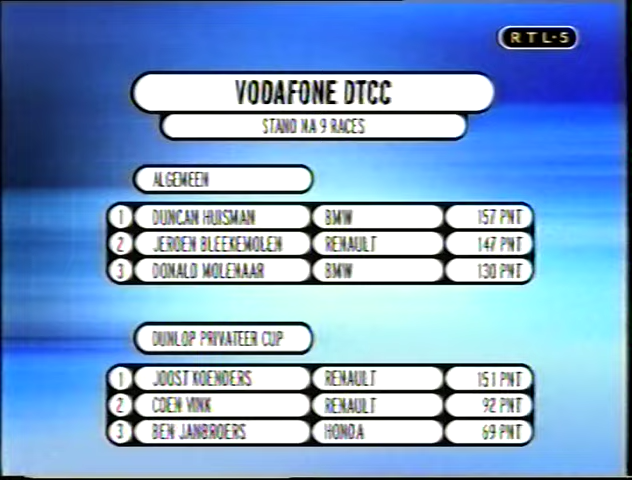 RTL-5
VODAFONE DTCC
STAND NA 9 RACES
ALGEMEEN
1 DUNCAN HUISMAN BMW 157 PNT
2 JEROEN BLEEKEMOLEN RENAULT 147 PNT
3 DONALD MOLENAAR BMW 130 PNT
DUNLOP PRIVATEER CUP
1 JOOST KOENDERS RENAULT 151 PNT
2 COEN VINK RENAULT 92 PNT
3 BEN JANBROERS HONDA 69 PNT